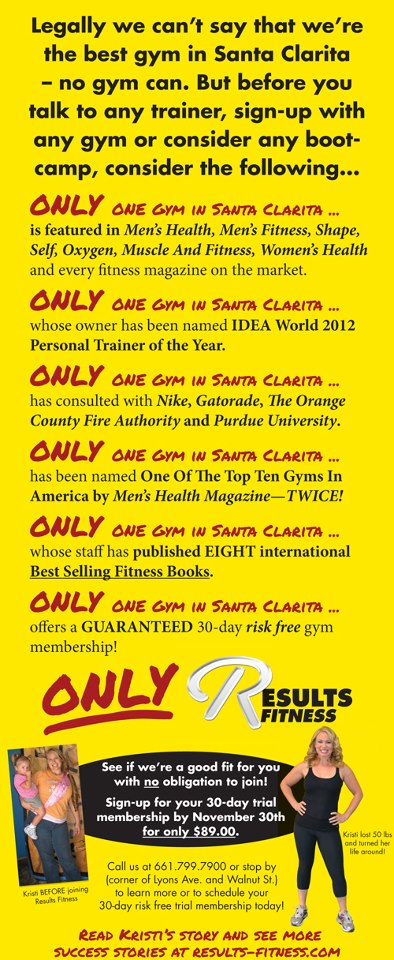 Legally we can't say that we're
the best gym in Santa Clarita
– no gym can. But before you
talk to any trainer, sign-up with
any gym or consider any boot-
camp, consider the following...
ONLY ONE GYM IN SANTA CLARITA ...
is featured in Men's Health, Men's Fitness, Shape,
Self, Oxygen, Muscle And Fitness, Women's Health
and every fitness magazine on the market.
ONLY ONE GYM IN SANTA CLARITA ...
whose owner has been named IDEA World 2012
Personal Trainer of the Year.
ONLY ONE GYM IN SANTA CLARITA ...
has consulted with Nike, Gatorade, The Orange
County Fire Authority and Purdue University.
ONLY ONE GYM IN SANTA CLARITA ...
has been named One Of The Top Ten Gyms In
America by Men's Health Magazine—TWICE!
ONLY ONE GYM IN SANTA CLARITA ...
whose staff has published EIGHT international
Best Selling Fitness Books.
ONLY ONE GYM IN SANTA CLARITA ...
offers a GUARANTEED 30-day risk free gym
membership!
ONLY RESULTS
FITNESS
See if we're a good fit for you
with no obligation to join!
Sign-up for your 30-day trial
membership by November 30th
for only $89.00.
Kristi lost 50 lbs
and turned her
life around!
Kristi BEFORE joining
Results Fitness
Call us at 661.799.7900 or stop by
(corner of Lyons Ave. and Walnut St.)
to learn more or to schedule your
30-day risk free trial membership today!
READ KRISTI'S STORY AND SEE MORE
SUCCESS STORIES AT RESULTS-FITNESS.COM